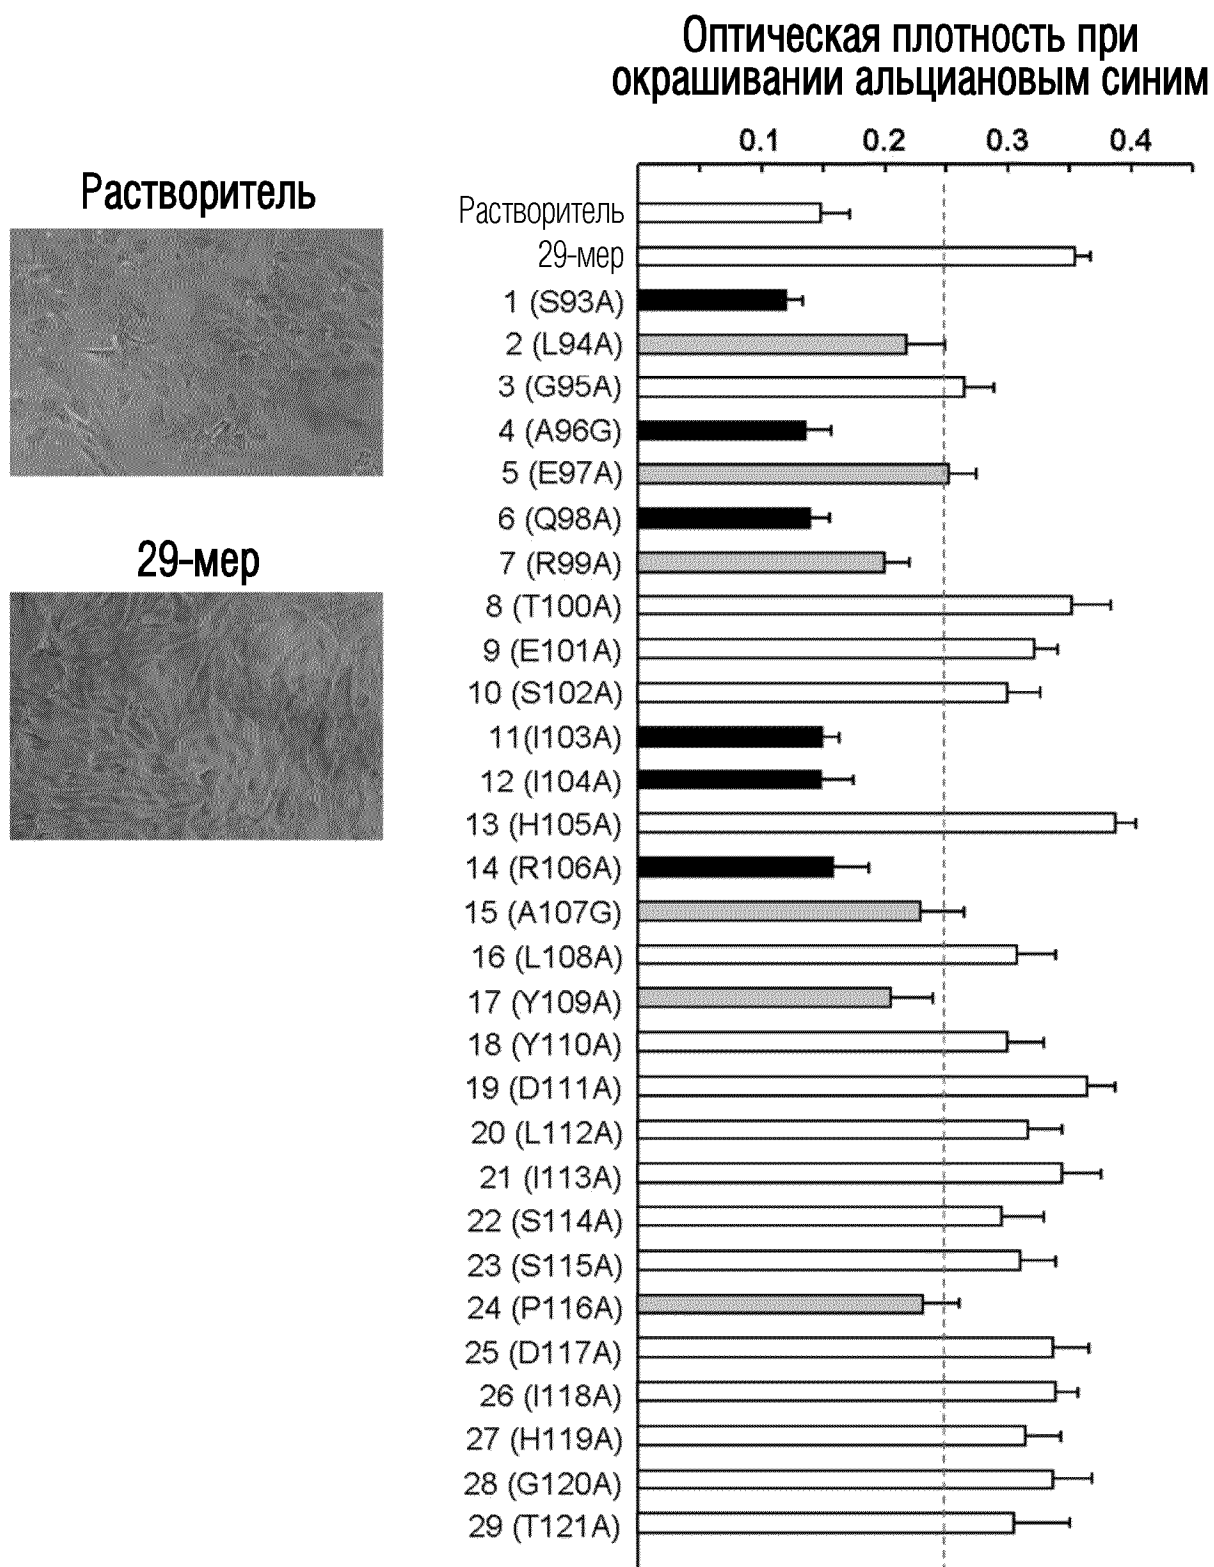 Оптическая плотность при
окрашивании альциановым синим
0.1 0.2 0.3 0.4
Растворитель
29-мер
Растворитель
29-мер
1 (S93A)
2 (L94A)
3 (G95A)
4 (A96G)
5 (E97A)
6 (Q98A)
7 (R99A)
8 (T100A)
9 (E101A)
10 (S102A)
11(I103A)
12 (I104A)
13 (H105A)
14 (R106A)
15 (A107G)
16 (L108A)
17 (Y109A)
18 (Y110A)
19 (D111A)
20 (L112A)
21 (I113A)
22 (S114A)
23 (S115A)
24 (P116A)
25 (D117A)
26 (I118A)
27 (H119A)
28 (G120A)
29 (T121A)